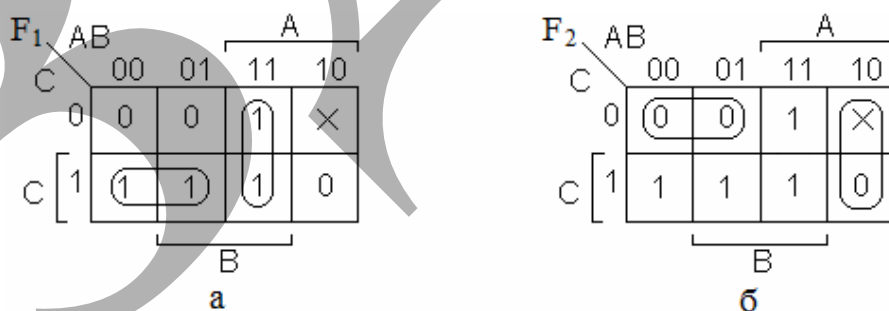 F1 AB A F2 AB A
C 00 01 11 10 C 00 01 11 10
0 0 0 1 × 0 0 0 1 ×
C 1 1 1 1 0 C 1 1 1 1 0
B B
а б